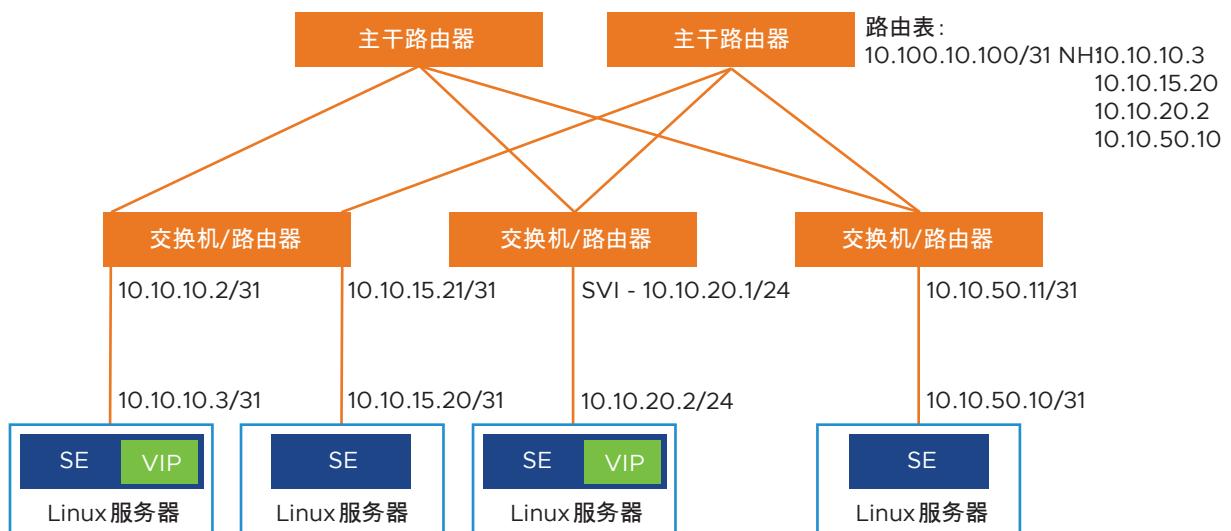 主干路由器
主干路由器
路由表：
10.100.10.100/31 NH:10.10.10.3
10.10.15.20
10.10.20.2
10.10.50.10
交换机/路由器
交换机/路由器
交换机/路由器
10.10.10.2/31
10.10.15.21/31
SVI - 10.10.20.1/24
10.10.50.11/31
10.10.10.3/31
10.10.15.20/31
10.10.20.2/24
10.10.50.10/31
SE
VIP
SE
SE
VIP
SE
Linux服务器
Linux服务器
Linux服务器
Linux服务器